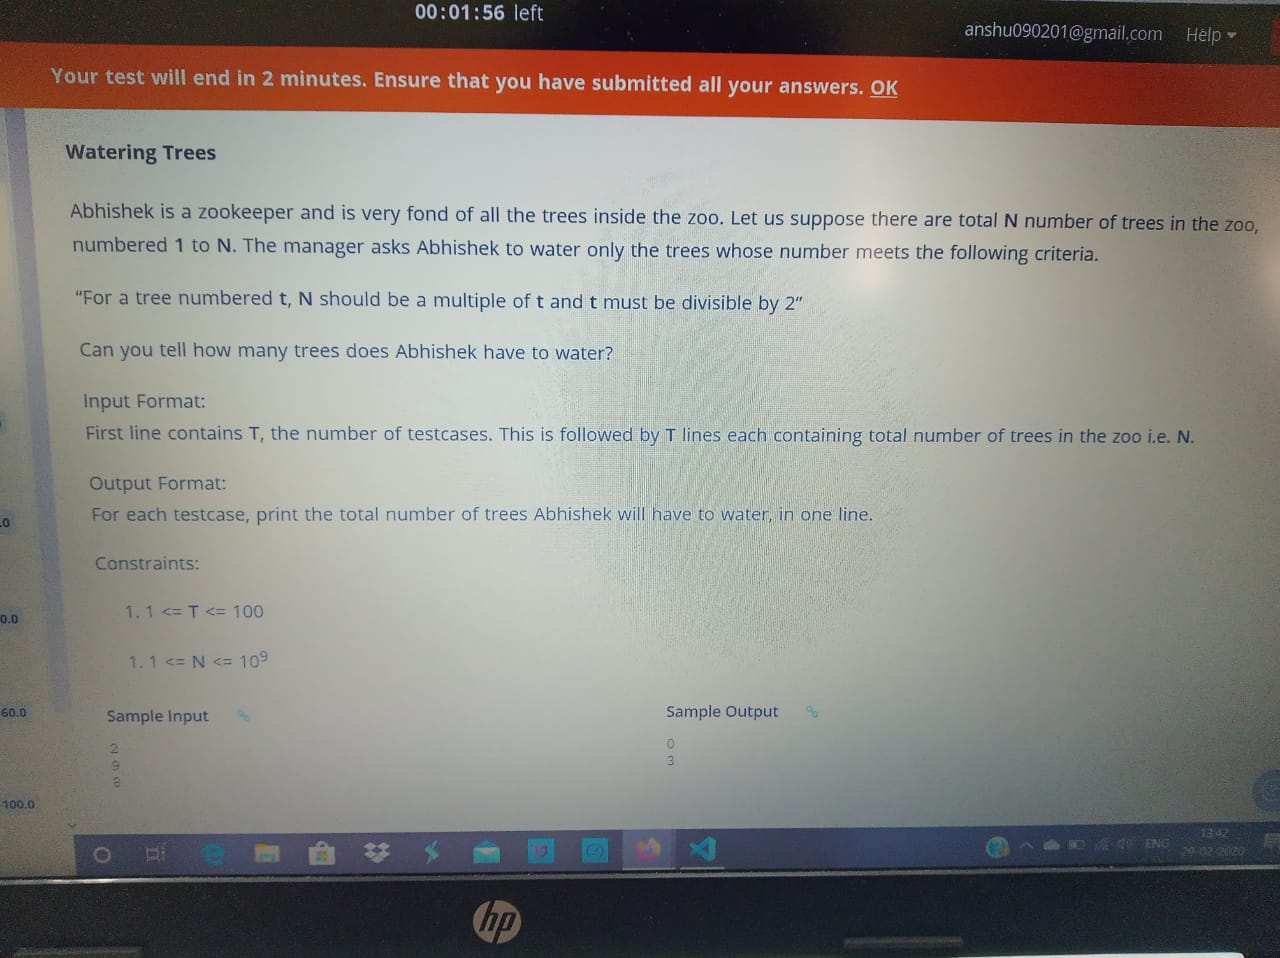 00:01:56 left
anshu090201@gmail.com Help
Your test will end in 2 minutes. Ensure that you have submitted all your answers. OK
Watering Trees
Abhishek is a zookeeper and is very fond of all the trees inside the zoo. Let us suppose there are total N number of trees in the zoo,
numbered 1 to N. The manager asks Abhishek to water only the trees whose number meets the following criteria.
"For a tree numbered t, N should be a multiple of t and t must be divisible by 2"
Can you tell how many trees does Abhishek have to water?
Input Format:
First line contains T, the number of testcases. This is followed by T lines each containing total number of trees in the zoo i.e. N.
Output Format:
For each testcase, print the total number of trees Abhishek will have to water, in one line.
.0
Constraints:
1. 1 <= T <= 100
0.0
1. 1 <= N <= 10⁹
60.0
Sample Input
Sample Output
2
9
8
0
3
100.0
ENG
13:42
29-02-2020
hp